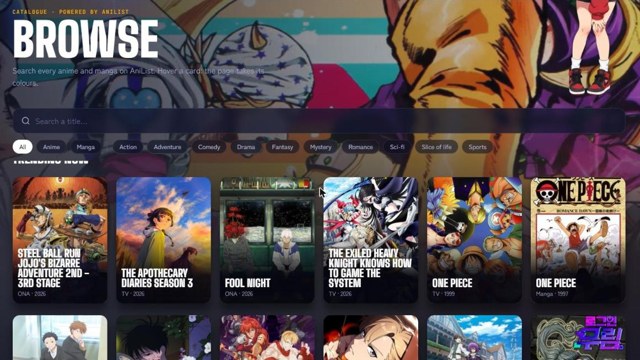 CATALOGUE · POWERED BY ANILIST
BROWSE
Search every anime and manga on AniList. Hover a card: the page takes its
colours.
Search a title...
All
Anime
Manga
Action
Adventure
Comedy
Drama
Fantasy
Mystery
Romance
Sci-fi
Slice of life
Sports
TRENDING NOW
STEEL BALL RUN
JOJO'S BIZARRE
ADVENTURE 2ND –
3RD STAGE
ONA · 2026
THE APOTHECARY
DIARIES SEASON 3
TV · 2026
FOOL NIGHT
ONA · 2026
THE EXILED HEAVY
KNIGHT KNOWS HOW
TO GAME THE
SYSTEM
TV · 2026
ONE PIECE
TV · 1999
ONE PIECE
ONE PIECE
Manga · 1997